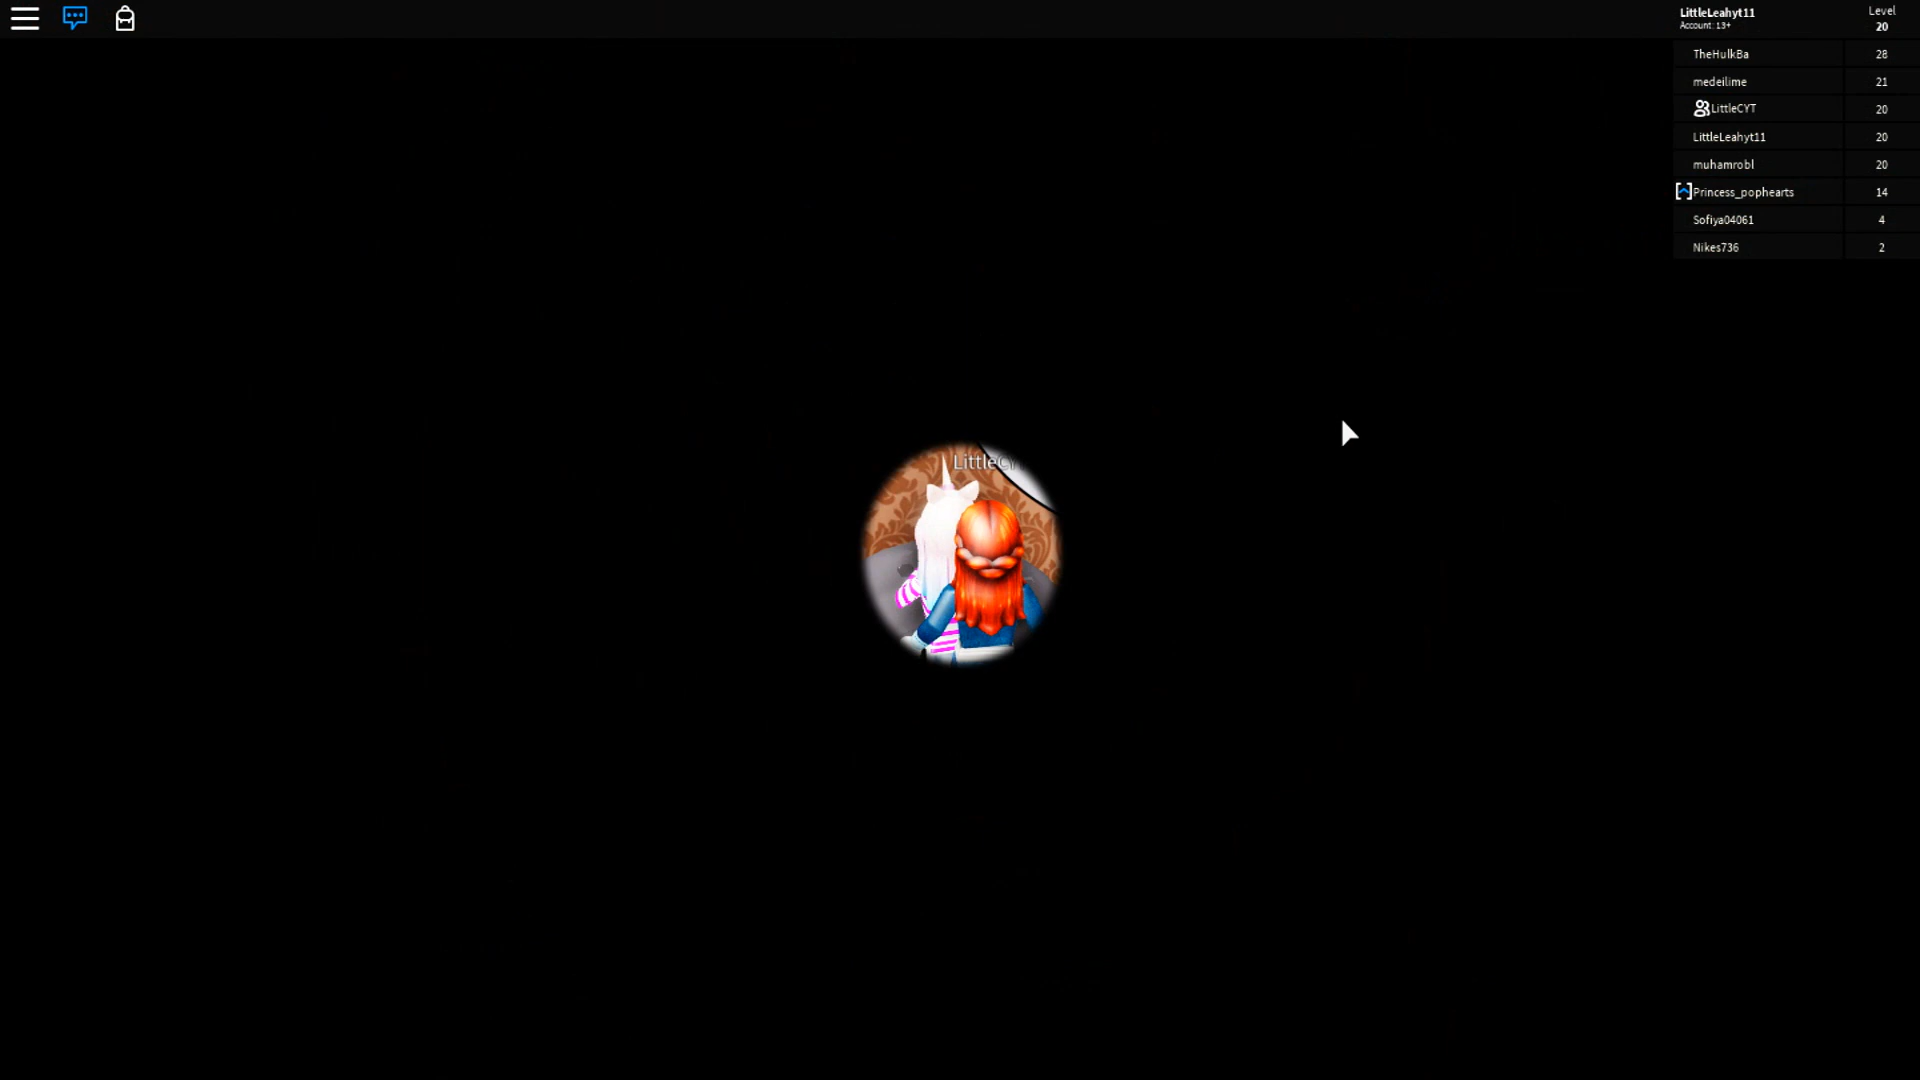 LittleLeahyt11 Level
Account: 13+ 20
TheHulkBa 28
medeilime 21
LittleCYT 20
LittleLeahyt11 20
muhamrobl 20
Princess_pophearts 14
Sofiya04061 4
Nikes736 2
LittleCY